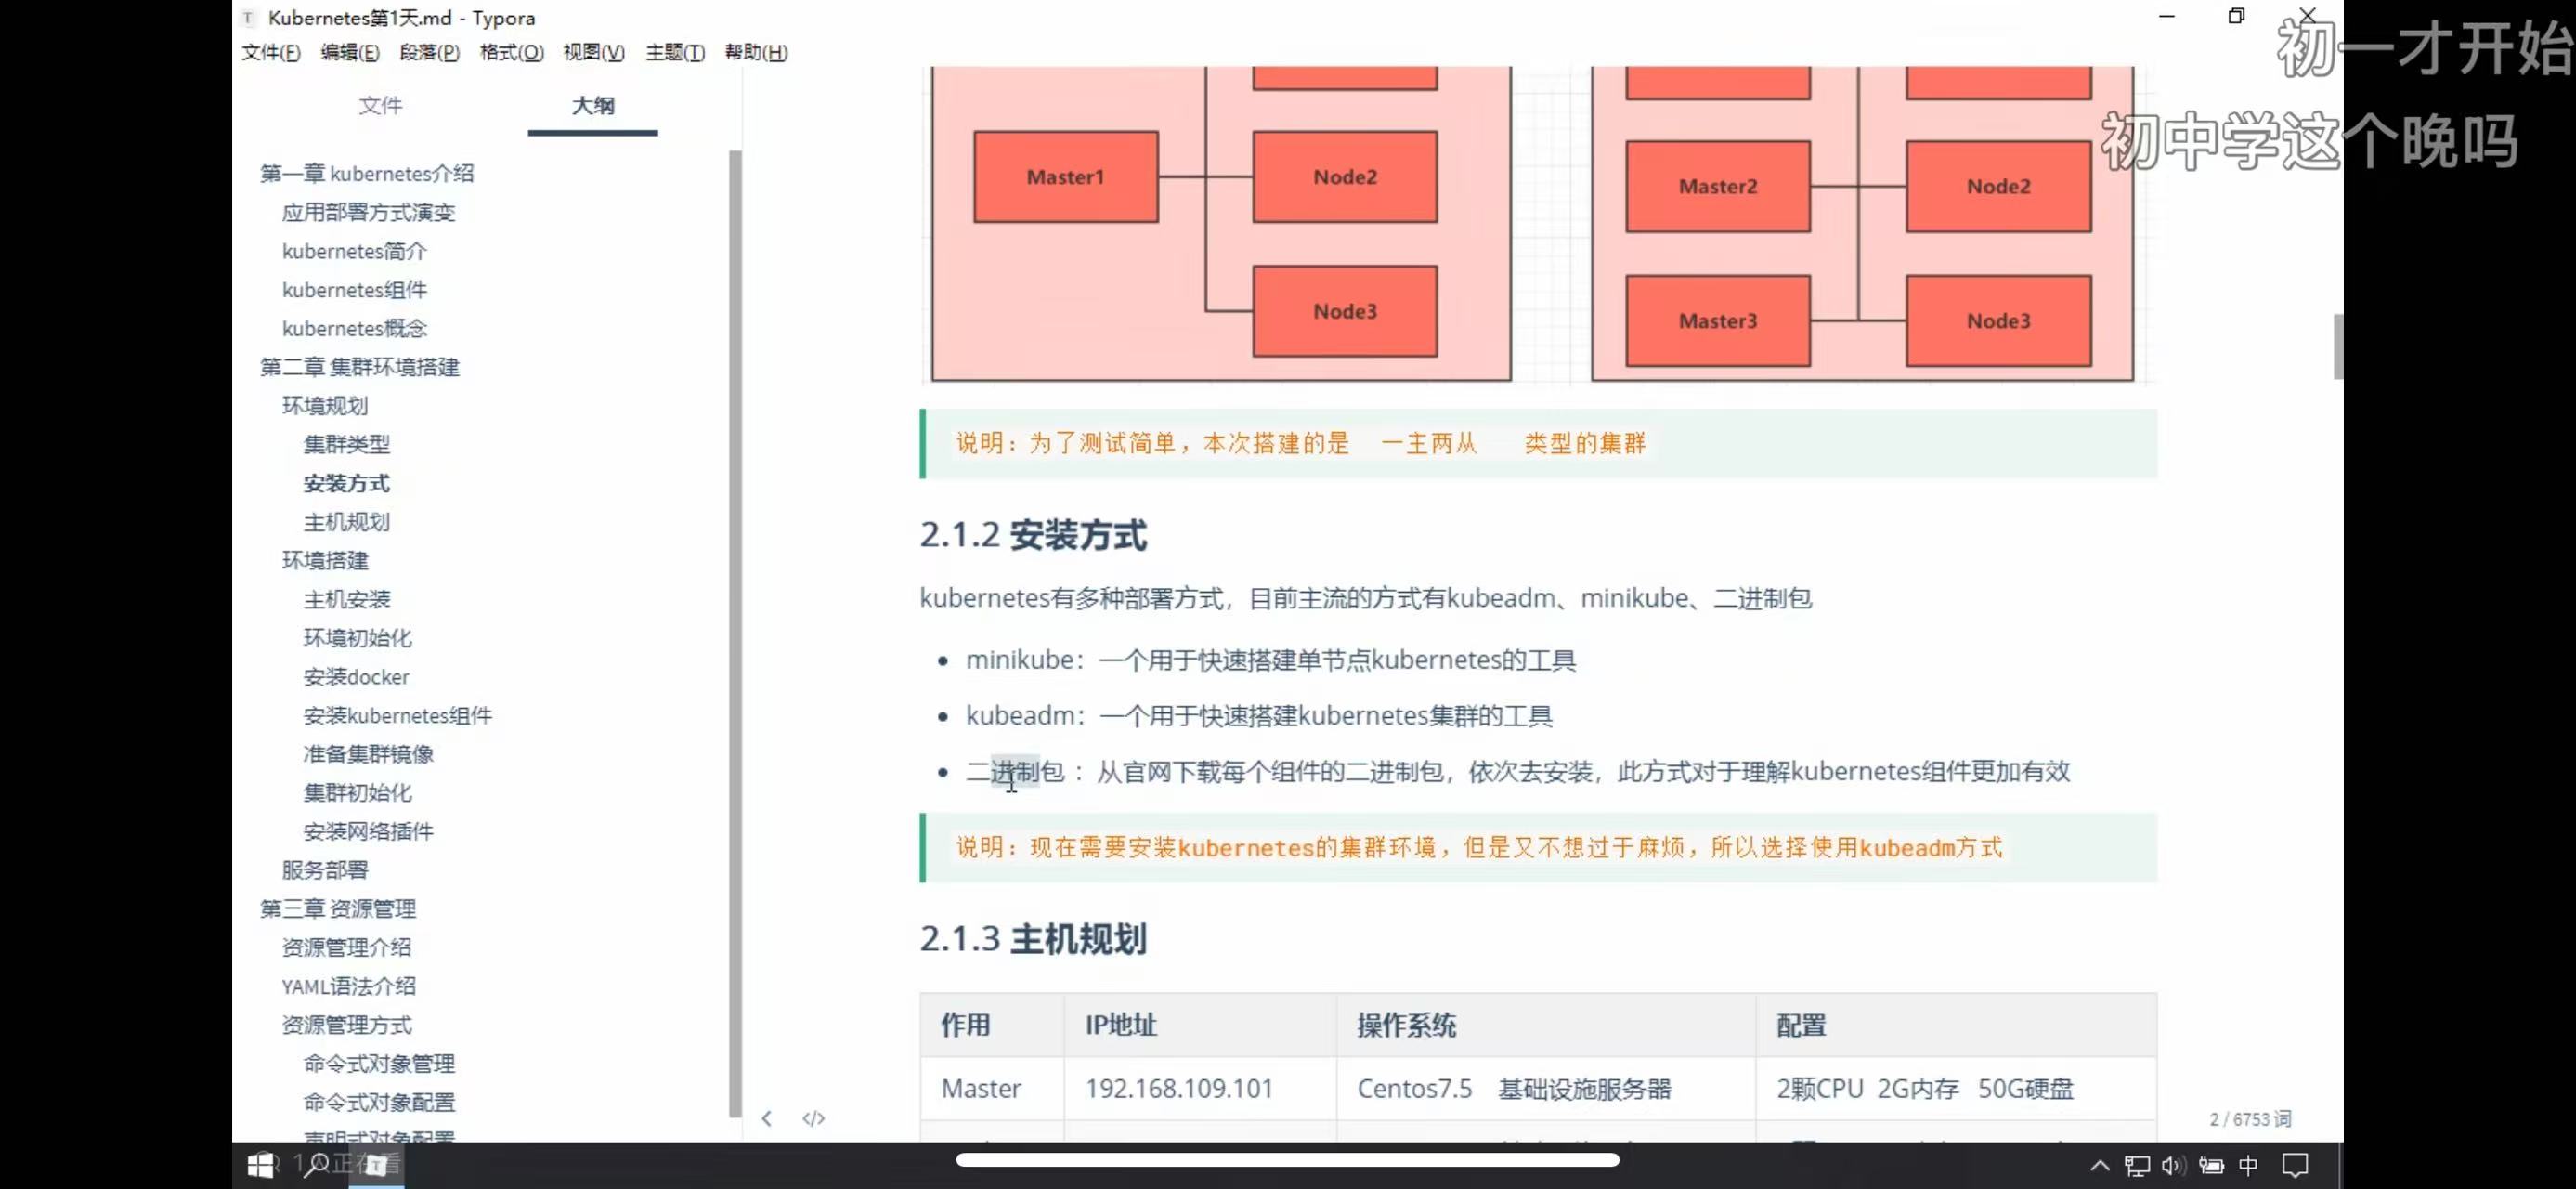 Kubernetes第1天.md - Typora
初一才开始
文件(F) 编辑(E) 段落(P) 格式(O) 视图(V) 主题(T) 帮助(H)
初中学这个晚吗
文件 大纲
第一章 kubernetes介绍
应用部署方式演变
kubernetes简介
kubernetes组件
kubernetes概念
第二章 集群环境搭建
环境规划
集群类型
安装方式
主机规划
环境搭建
主机安装
环境初始化
安装docker
安装kubernetes组件
准备集群镜像
集群初始化
安装网络插件
服务部署
第三章 资源管理
资源管理介绍
YAML语法介绍
资源管理方式
命令式对象管理
命令式对象配置
声明式对象配置
Master1 Node2
Node3
Master2 Node2
Master3 Node3
说明：为了测试简单，本次搭建的是 一主两从 类型的集群
2.1.2 安装方式
kubernetes有多种部署方式，目前主流的方式有kubeadm、minikube、二进制包
minikube：一个用于快速搭建单节点kubernetes的工具
kubeadm：一个用于快速搭建kubernetes集群的工具
二进制包 ：从官网下载每个组件的二进制包，依次去安装，此方式对于理解kubernetes组件更加有效
说明：现在需要安装kubernetes的集群环境，但是又不想过于麻烦，所以选择使用kubeadm方式
2.1.3 主机规划
作用 IP地址 操作系统 配置
Master 192.168.109.101 Centos7.5 基础设施服务器 2颗CPU 2G内存 50G硬盘
2 / 6753 词
中